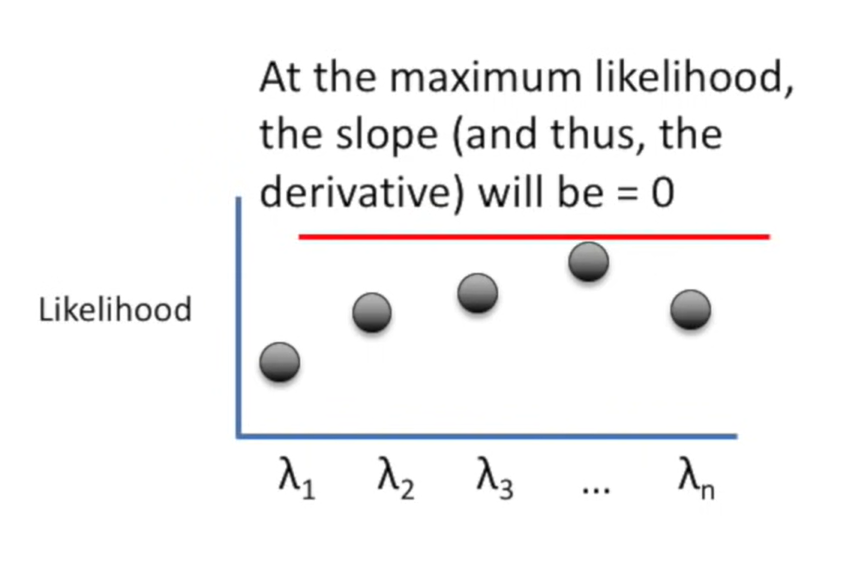 At the maximum likelihood,
the slope (and thus, the
derivative) will be = 0
Likelihood
λ₁ λ₂ λ₃ ... λₙ